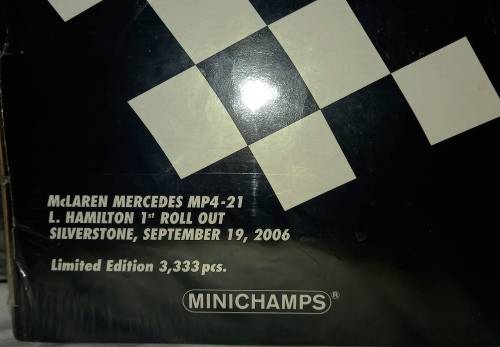 McLAREN MERCEDES MP4-21
L. HAMILTON 1st ROLL OUT
SILVERSTONE, SEPTEMBER 19, 2006
Limited Edition 3,333 pcs.
MINICHAMPS®